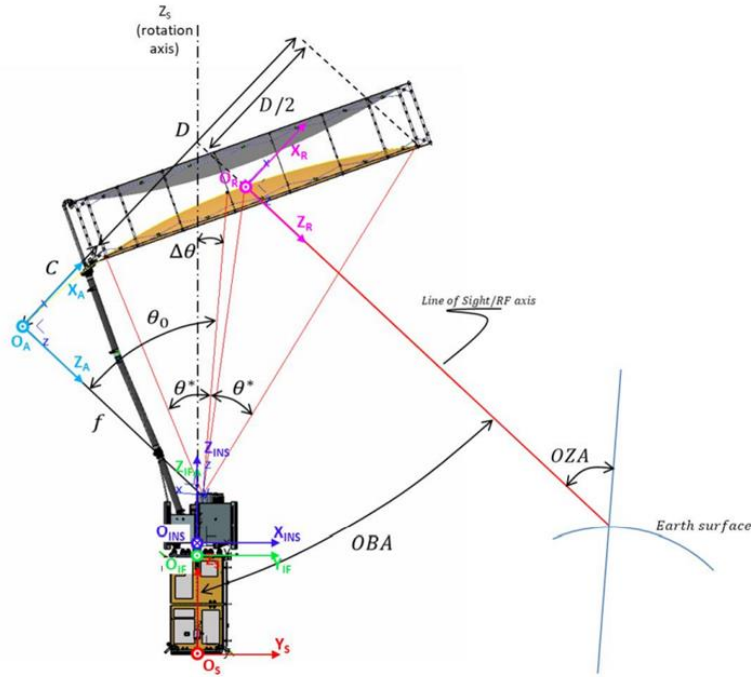 Z_S
(rotation
axis)
D/2
D
X_R
O_R
Z_R
Δθ
C
X_A
x
Line of Sight/RF axis
θ_0
O_A
z
Z_A
θ* θ*
f
OZA
Z_INS
Z_IF
z
x
O_INS
X_INS
Earth surface
OBA
O_IF
Y_IF
Y_S
O_S